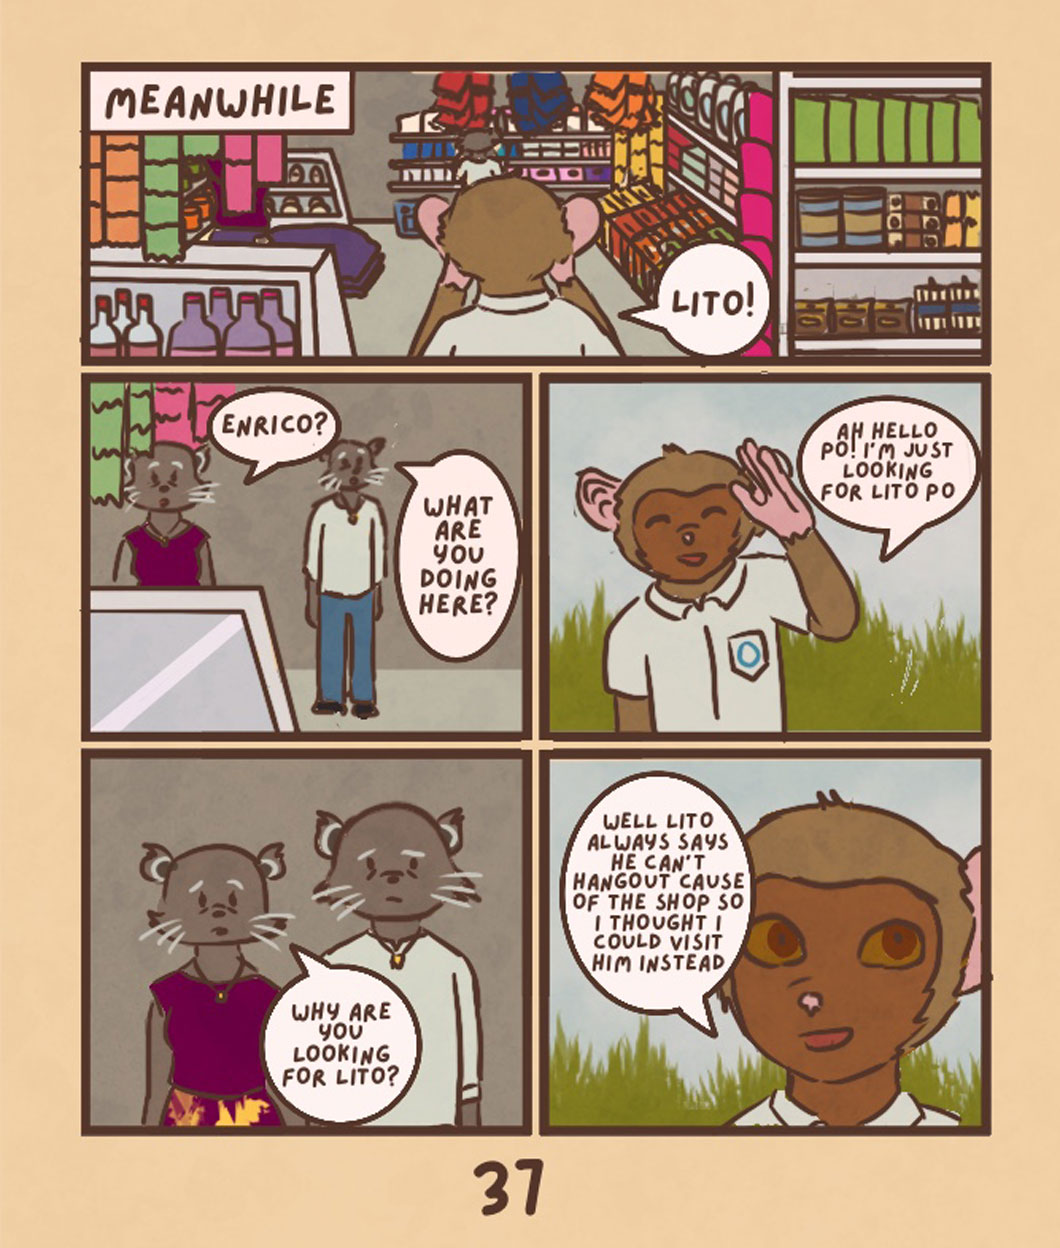 MEANWHILE
LITO!
ENRICO?
WHAT
ARE
YOU
DOING
HERE?
AH HELLO
PO! I'M JUST
LOOKING
FOR LITO PO
WHY ARE
YOU
LOOKING
FOR LITO?
WELL LITO
ALWAYS SAYS
HE CAN'T
HANGOUT CAUSE
OF THE SHOP SO
I THOUGHT I
COULD VISIT
HIM INSTEAD
37